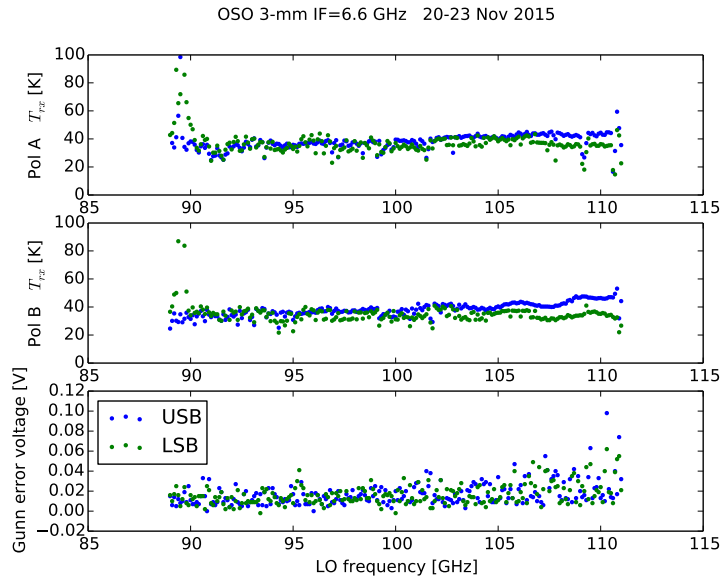 OSO 3-mm IF=6.6 GHz 20-23 Nov 2015
Pol A T_rx [K]
100
80
60
40
20
0
85 90 95 100 105 110 115
Pol B T_rx [K]
100
80
60
40
20
0
85 90 95 100 105 110 115
Gunn error voltage [V]
0.12
0.10
0.08
0.06
0.04
0.02
0.00
−0.02
USB
LSB
85 90 95 100 105 110 115
LO frequency [GHz]